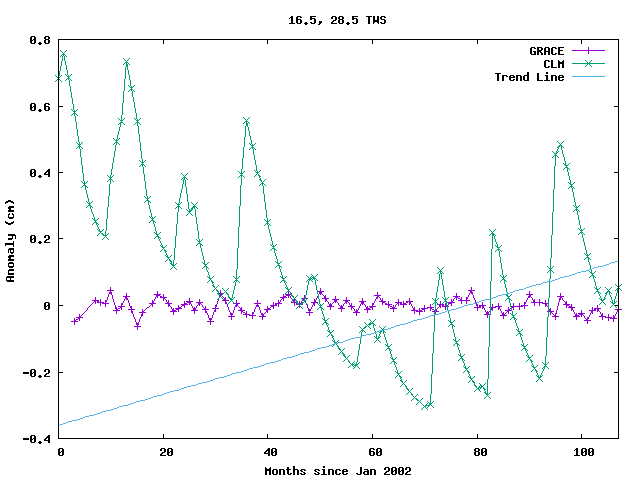 16.5, 28.5 TWS
GRACE
CLM
Trend Line
0.8
0.6
0.4
0.2
0
-0.2
-0.4
Anomaly (cm)
0 20 40 60 80 100
Months since Jan 2002